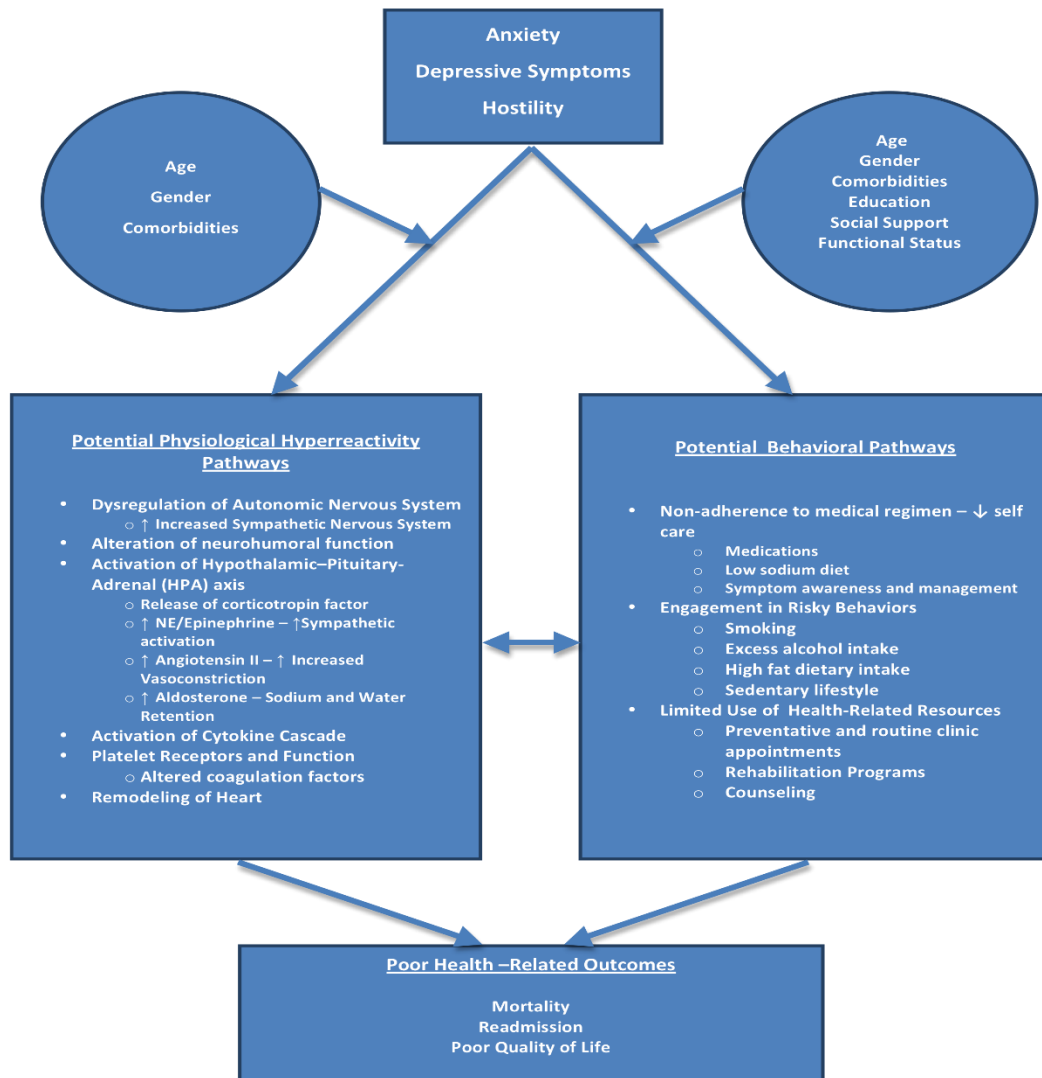 Anxiety
Depressive Symptoms
Hostility
Age
Gender
Comorbidities
Age
Gender
Comorbidities
Education
Social Support
Functional Status
Potential Physiological Hyperreactivity
Pathways
• Dysregulation of Autonomic Nervous System
o ↑ Increased Sympathetic Nervous System
• Alteration of neurohumoral function
• Activation of Hypothalamic–Pituitary-
Adrenal (HPA) axis
o Release of corticotropin factor
o ↑ NE/Epinephrine – ↑Sympathetic
activation
o ↑ Angiotensin II – ↑ Increased
Vasoconstriction
o ↑ Aldosterone – Sodium and Water
Retention
• Activation of Cytokine Cascade
• Platelet Receptors and Function
o Altered coagulation factors
• Remodeling of Heart
Potential Behavioral Pathways
• Non-adherence to medical regimen – ↓ self
care
o Medications
o Low sodium diet
o Symptom awareness and management
• Engagement in Risky Behaviors
o Smoking
o Excess alcohol intake
o High fat dietary intake
o Sedentary lifestyle
• Limited Use of Health-Related Resources
o Preventative and routine clinic
appointments
o Rehabilitation Programs
o Counseling
Poor Health –Related Outcomes
Mortality
Readmission
Poor Quality of Life